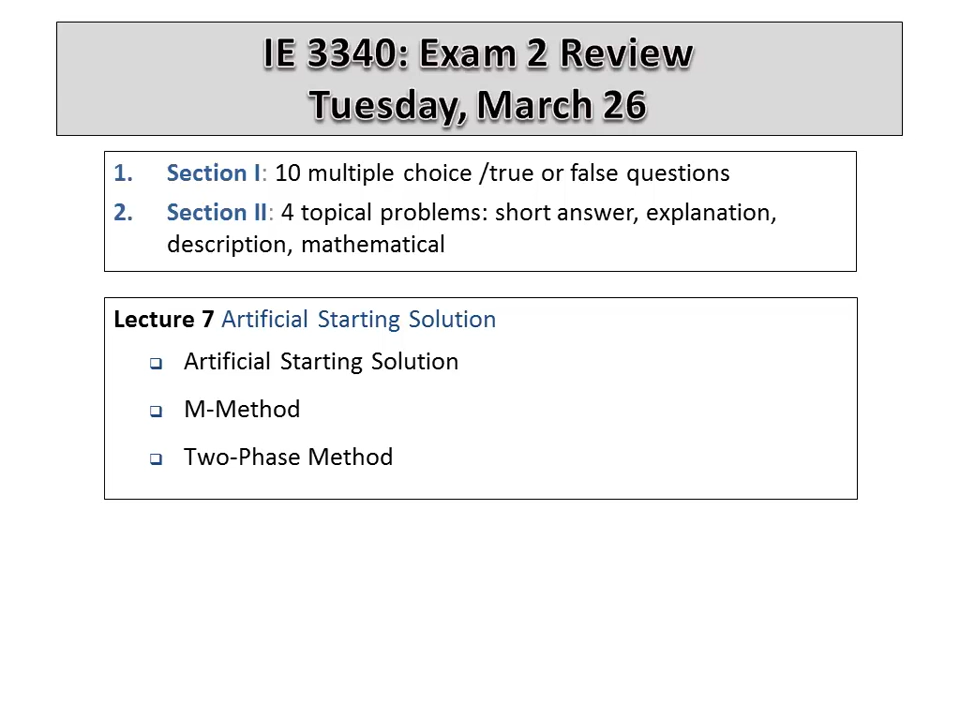 IE 3340: Exam 2 Review
Tuesday, March 26
1. Section I: 10 multiple choice /true or false questions
2. Section II: 4 topical problems: short answer, explanation,
description, mathematical
Lecture 7 Artificial Starting Solution
❑ Artificial Starting Solution
❑ M-Method
❑ Two-Phase Method